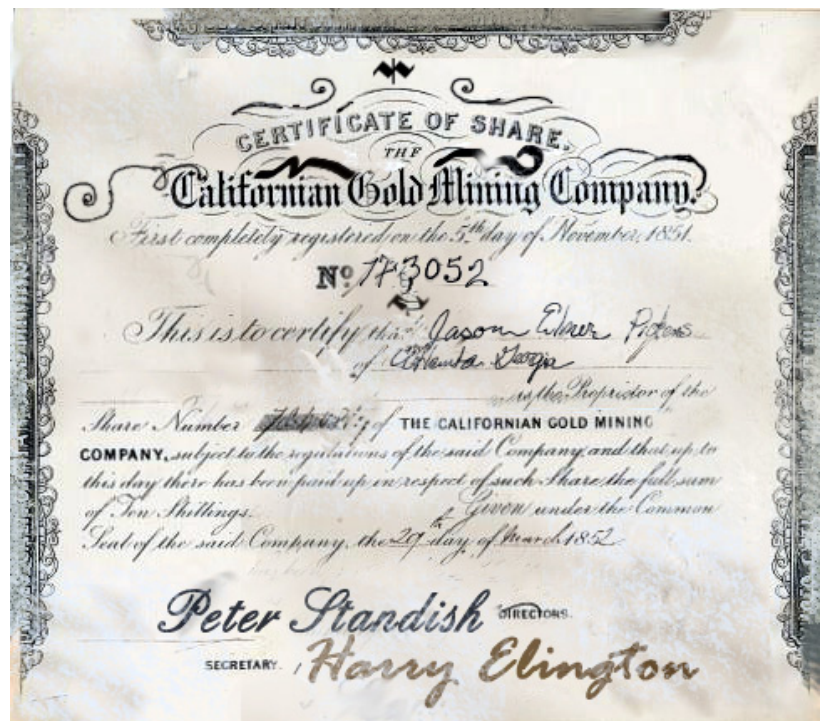 CERTIFICATE OF SHARE.
THE
Californian Gold Mining Company.
First completely registered on the 5th day of November, 1851.
No 173052
This is to certify that Jason Elmer
of Atlanta Georgia
is the Proprietor of the
Share Number of THE CALIFORNIAN GOLD MINING
COMPANY, subject to the regulations of the said Company and that up to
this day there has been paid up in respect of such Share the full sum
of Ten Shillings. Given under the Common
Seal of the said Company, the 29th day of March 1852
Peter Standish DIRECTORS.
SECRETARY. Harry Elington